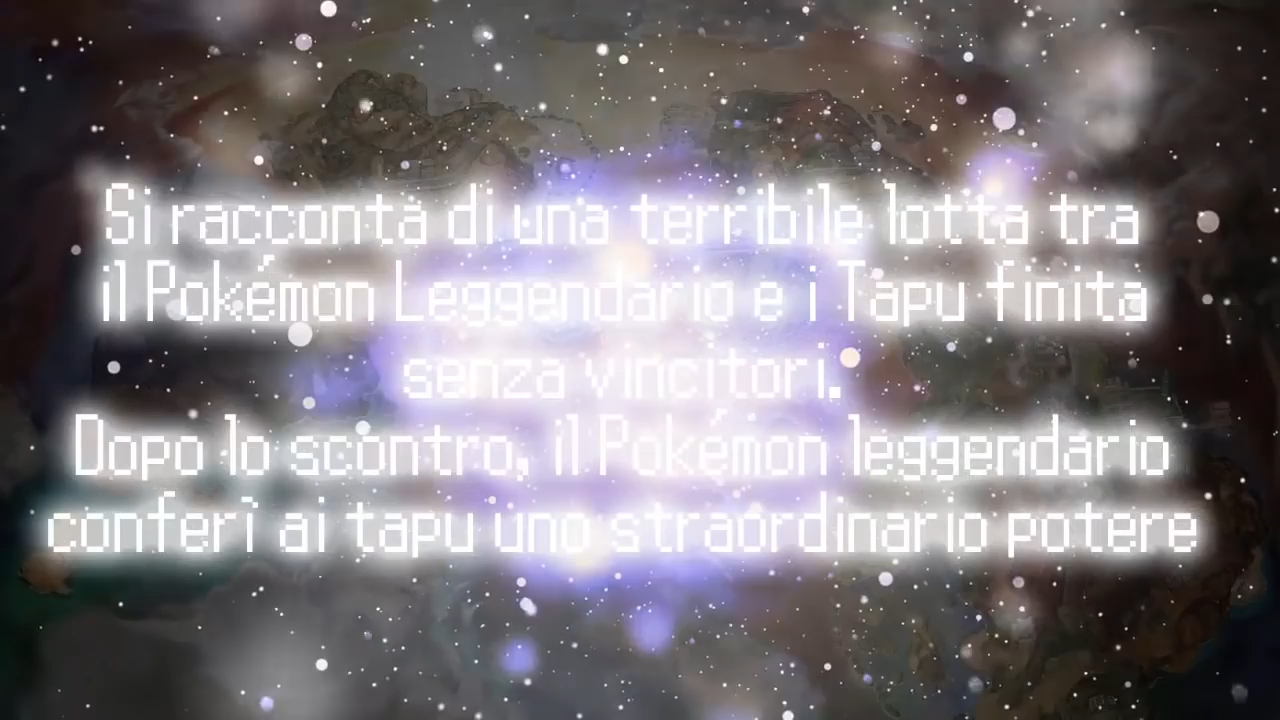 Si racconta di una terribile lotta tra
il Pokémon Leggendario e i Tapu finita
senza vincitori.
Dopo lo scontro, il Pokémon leggendario
conferì ai tapu uno straordinario potere